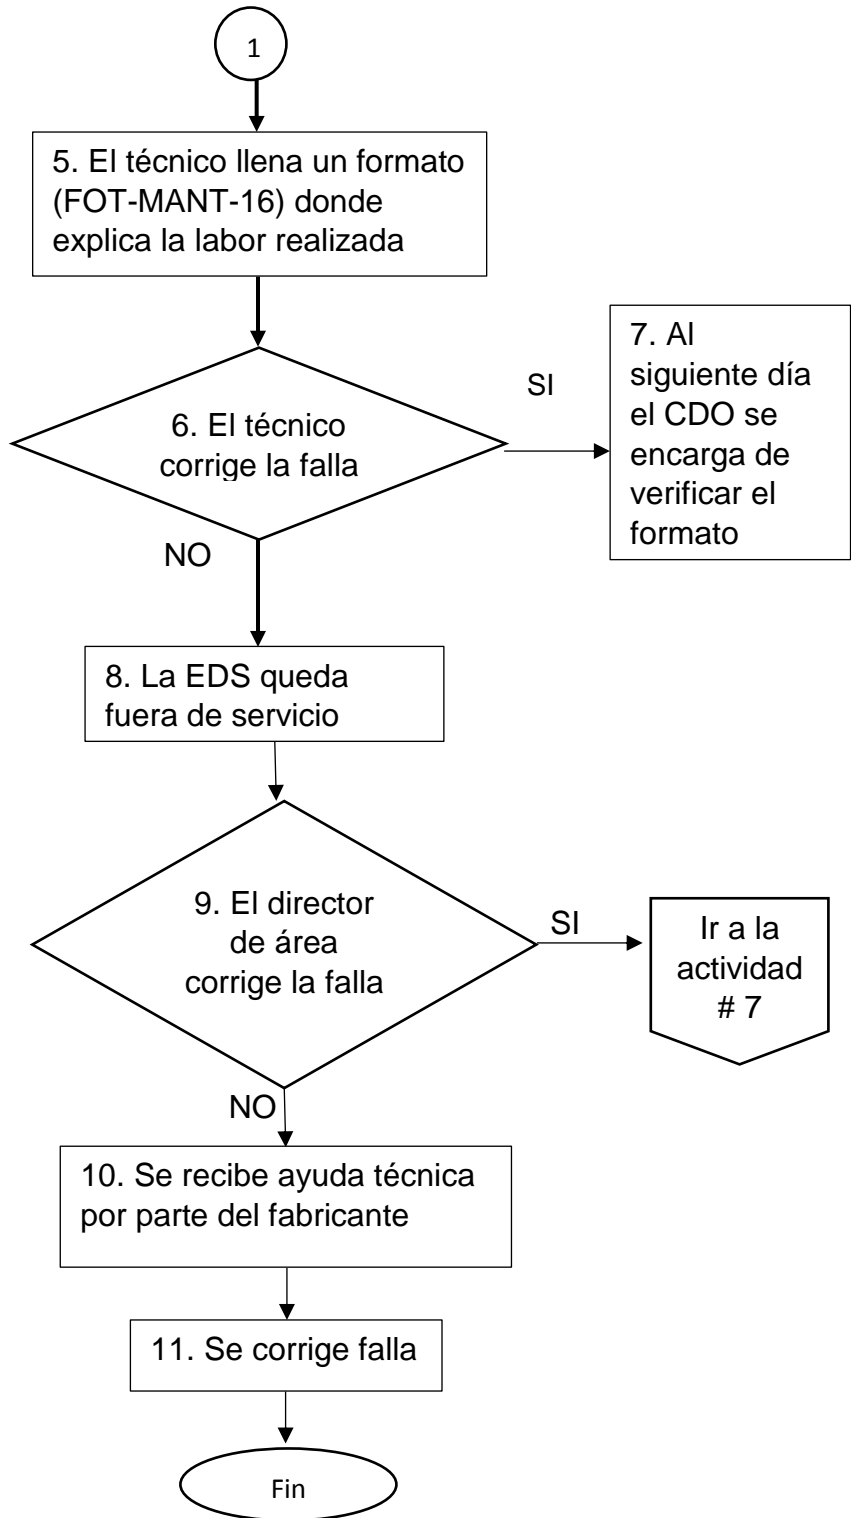 1
5. El técnico llena un formato
(FOT-MANT-16) donde
explica la labor realizada
6. El técnico
corrige la falla
SI
7. Al
siguiente día
el CDO se
encarga de
verificar el
formato
NO
8. La EDS queda
fuera de servicio
9. El director
de área
corrige la falla
SI
Ir a la
actividad
# 7
NO
10. Se recibe ayuda técnica
por parte del fabricante
11. Se corrige falla
Fin